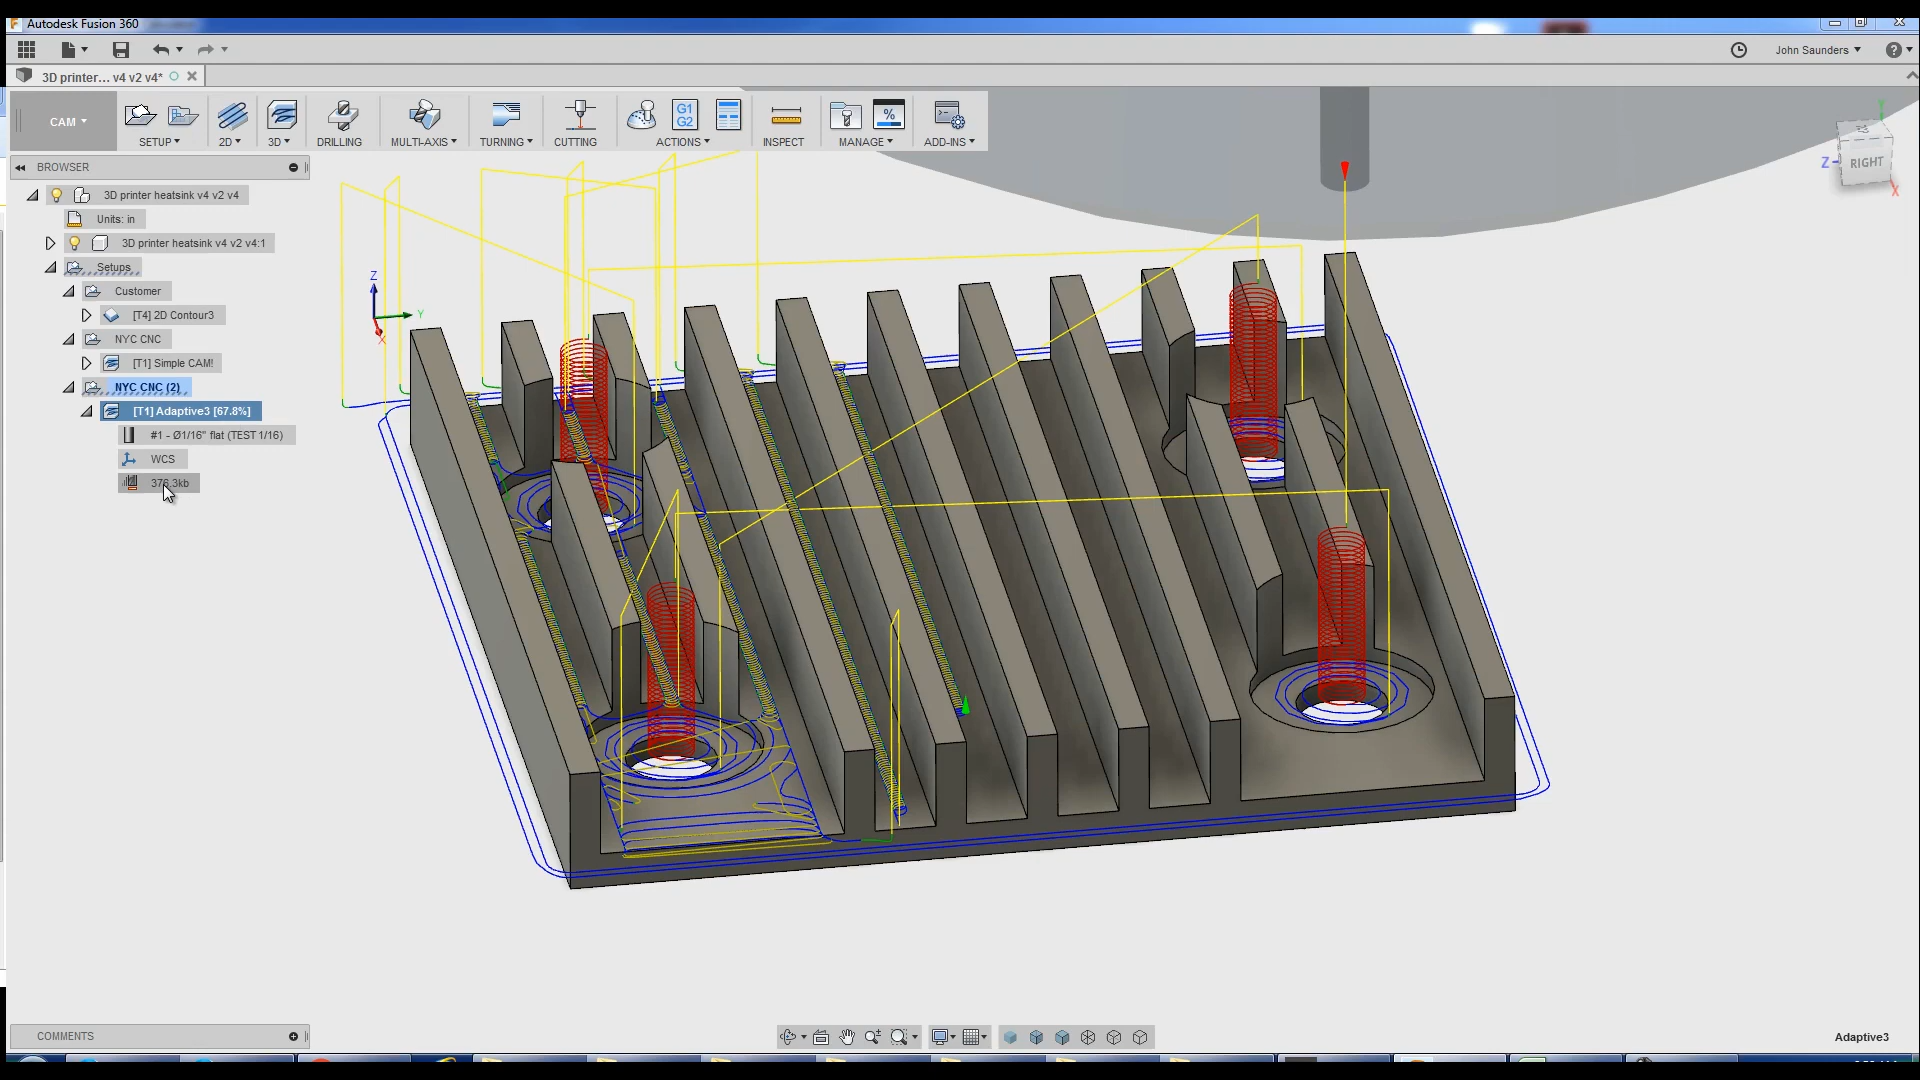 Autodesk Fusion 360
John Saunders
3D printer... v4 v2 v4*
CAM
G1
G2
%
SETUP
2D
3D
DRILLING
MULTI-AXIS
TURNING
CUTTING
ACTIONS
INSPECT
MANAGE
ADD-INS
Y
Z
RIGHT
X
BROWSER
3D printer heatsink v4 v2 v4
Units: in
3D printer heatsink v4 v2 v4:1
Setups
Customer
[T4] 2D Contour3
NYC CNC
[T1] Simple CAM!
NYC CNC (2)
[T1] Adaptive3 [67.8%]
#1 - Ø1/16" flat (TEST 1/16)
WCS
376.3kb
Z
Y
X
COMMENTS
Adaptive3